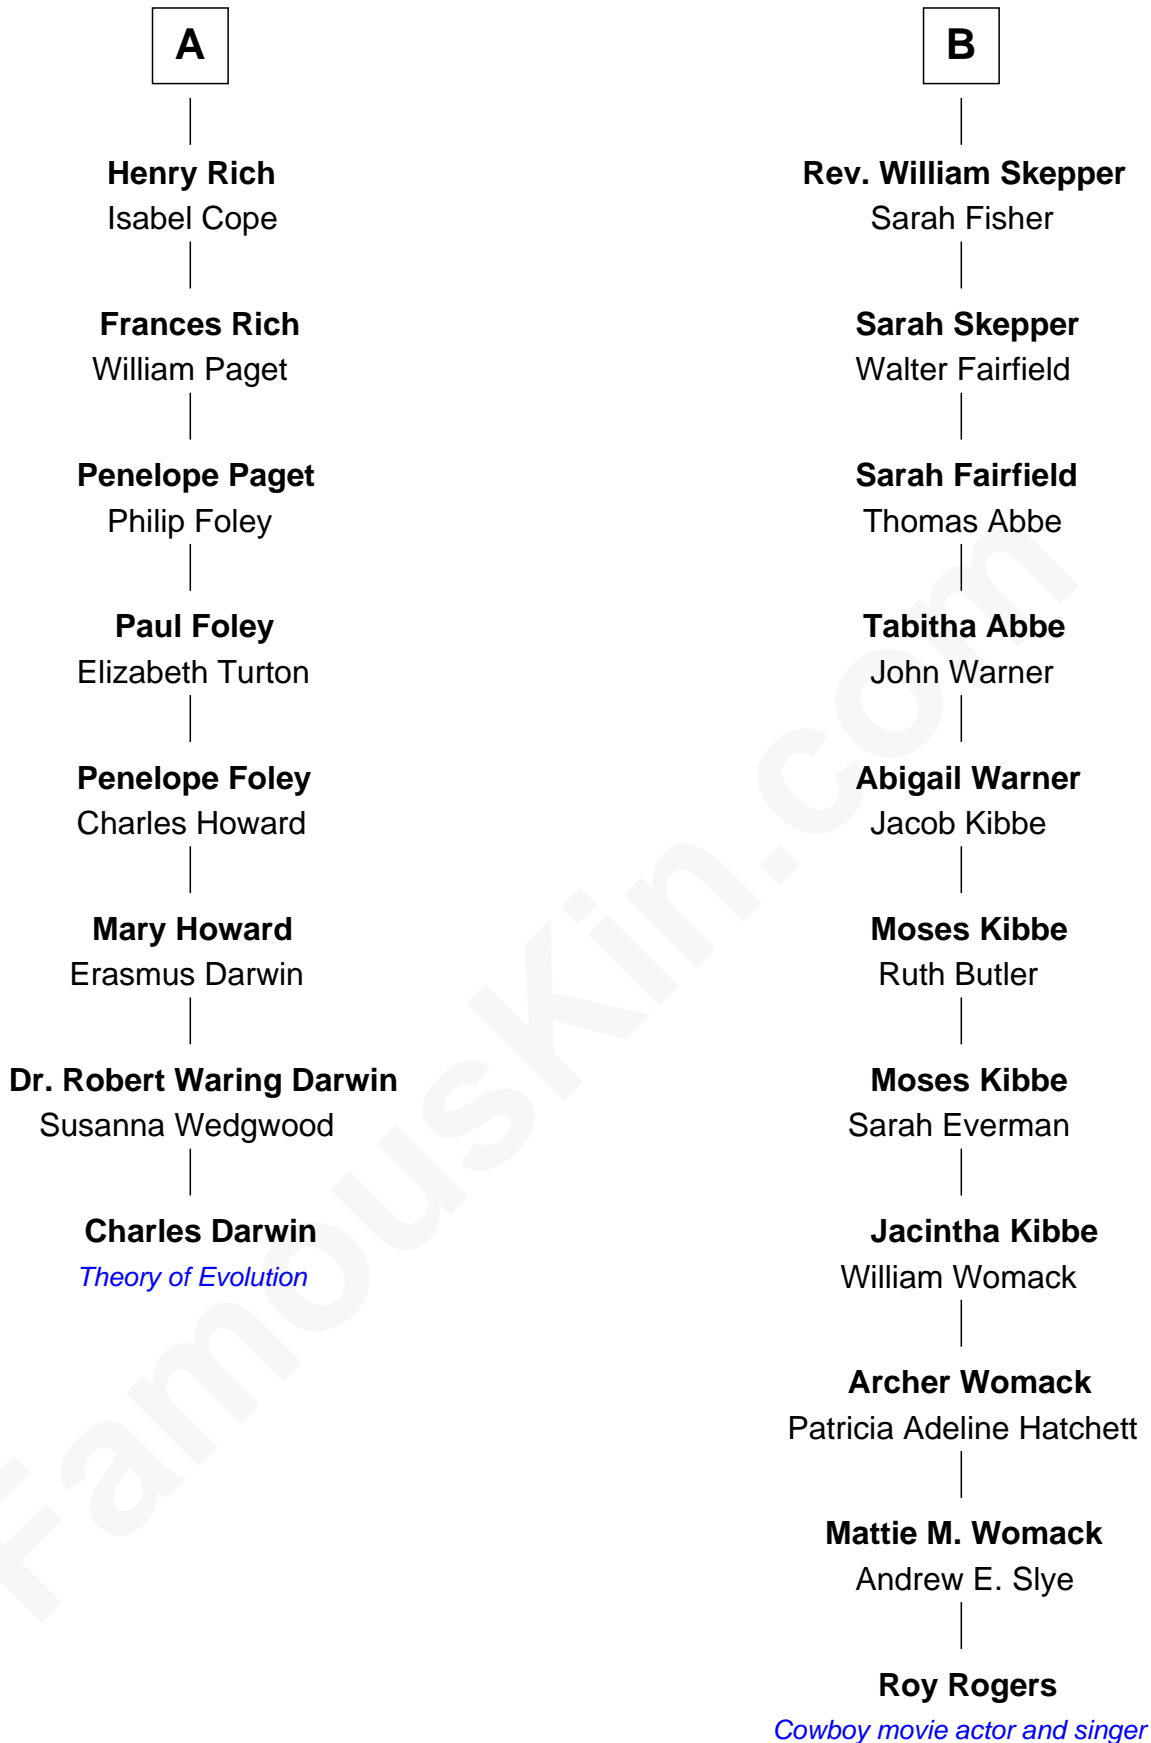 A
Henry Rich
Isabel Cope
Frances Rich
William Paget
Penelope Paget
Philip Foley
Paul Foley
Elizabeth Turton
Penelope Foley
Charles Howard
Mary Howard
Erasmus Darwin
Dr. Robert Waring Darwin
Susanna Wedgwood
Charles Darwin
Theory of Evolution
B
Rev. William Skepper
Sarah Fisher
Sarah Skepper
Walter Fairfield
Sarah Fairfield
Thomas Abbe
Tabitha Abbe
John Warner
Abigail Warner
Jacob Kibbe
Moses Kibbe
Ruth Butler
Moses Kibbe
Sarah Everman
Jacintha Kibbe
William Womack
Archer Womack
Patricia Adeline Hatchett
Mattie M. Womack
Andrew E. Slye
Roy Rogers
Cowboy movie actor and singer
FamousKin.com